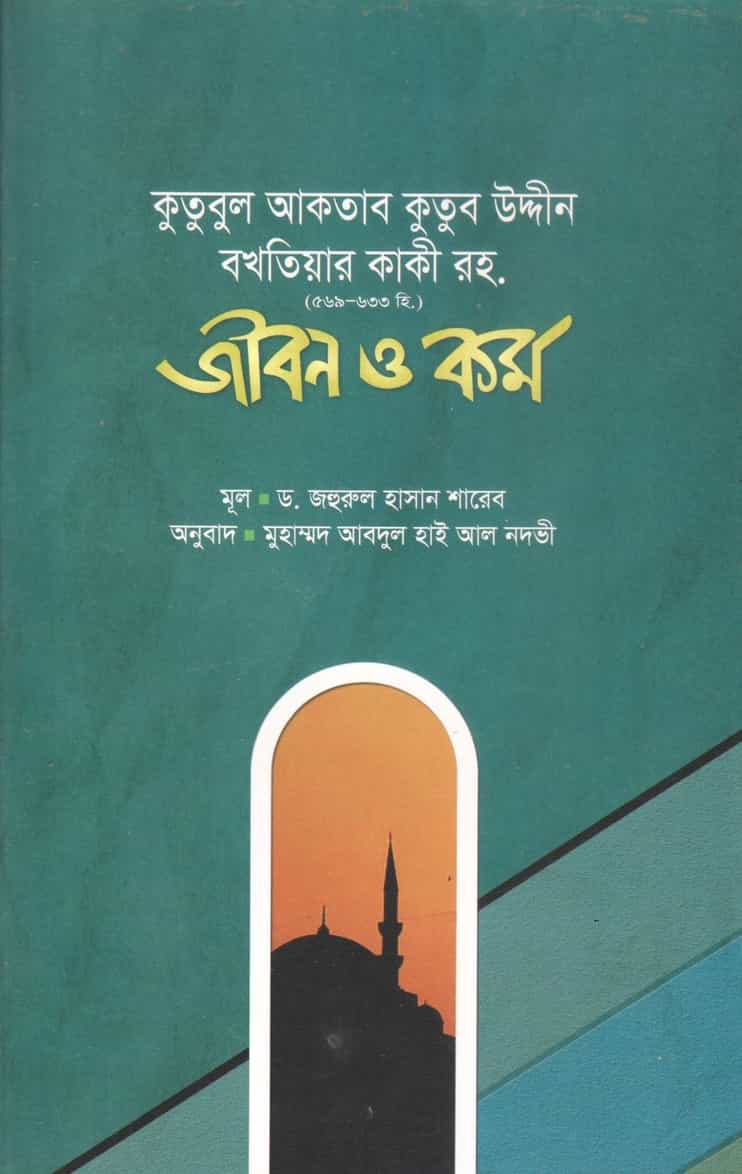 কুতুবুল আকতাব কুতুব উদ্দীন
বখতিয়ার কাকী রহ.
(৫৬৯-৬৩৩ হি.)
জীবন ও কর্ম
মূল ▪ ড. জহুরুল হাসান শারেব
অনুবাদ ▪ মুহাম্মদ আবদুল হাই আল নদভী